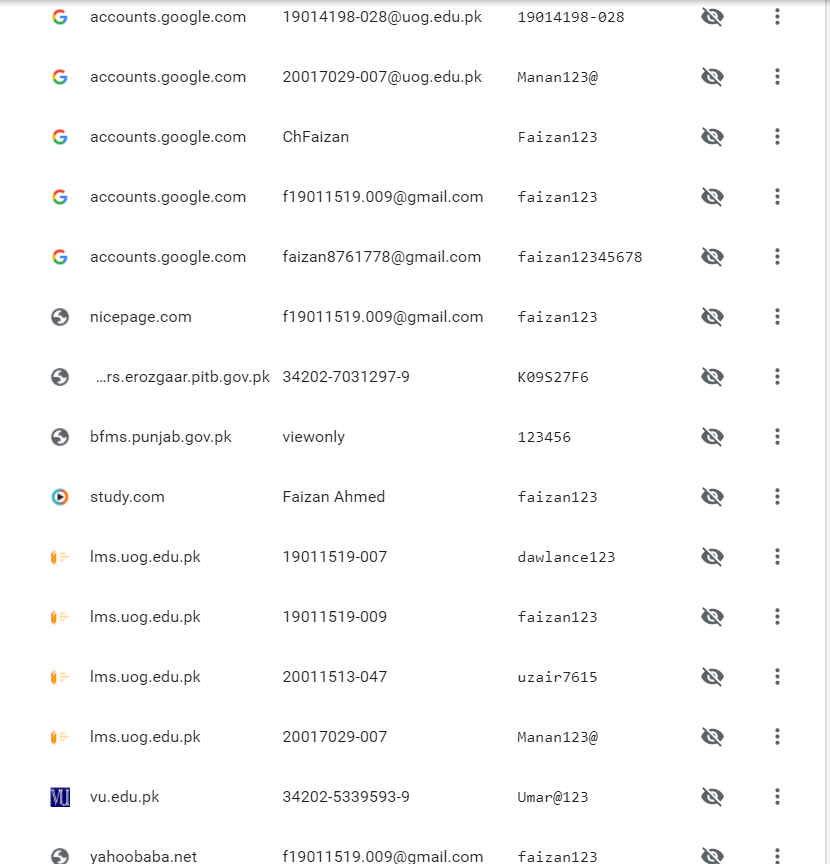 accounts.google.com 19014198-028@uog.edu.pk 19014198-028
accounts.google.com 20017029-007@uog.edu.pk Manan123@
accounts.google.com ChFaizan Faizan123
accounts.google.com f19011519.009@gmail.com faizan123
accounts.google.com faizan8761778@gmail.com faizan12345678
nicepage.com f19011519.009@gmail.com faizan123
…rs.erozgaar.pitb.gov.pk 34202-7031297-9 K09S27F6
bfms.punjab.gov.pk viewonly 123456
study.com Faizan Ahmed faizan123
lms.uog.edu.pk 19011519-007 dawlance123
lms.uog.edu.pk 19011519-009 faizan123
lms.uog.edu.pk 20011513-047 uzair7615
lms.uog.edu.pk 20017029-007 Manan123@
VU vu.edu.pk 34202-5339593-9 Umar@123
yahoobaba.net f19011519.009@gmail.com faizan123